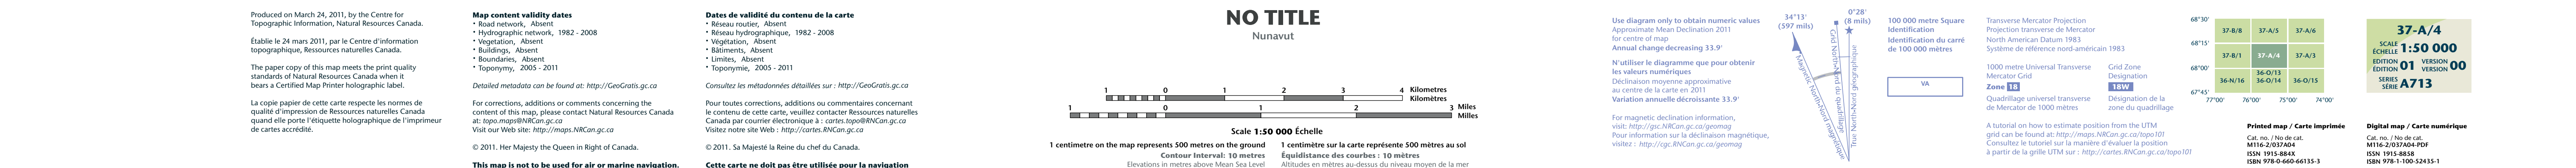 Produced on March 24, 2011, by the Centre for
Topographic Information, Natural Resources Canada.
Établie le 24 mars 2011, par le Centre d'information
topographique, Ressources naturelles Canada.
The paper copy of this map meets the print quality
standards of Natural Resources Canada when it
bears a Certified Map Printer holographic label.
La copie papier de cette carte respecte les normes de
qualité d'impression de Ressources naturelles Canada
quand elle porte l'étiquette holographique de l'imprimeur
de cartes accrédité.
Map content validity dates
• Road network, Absent
• Hydrographic network, 1982 - 2008
• Vegetation, Absent
• Buildings, Absent
• Boundaries, Absent
• Toponymy, 2005 - 2011
Detailed metadata can be found at: http://GeoGratis.gc.ca
For corrections, additions or comments concerning the
content of this map, please contact Natural Resources Canada
at: topo.maps@NRCan.gc.ca
Visit our Web site: http://maps.NRCan.gc.ca
© 2011. Her Majesty the Queen in Right of Canada.
This map is not to be used for air or marine navigation.
Dates de validité du contenu de la carte
• Réseau routier, Absent
• Réseau hydrographique, 1982 - 2008
• Végétation, Absent
• Bâtiments, Absent
• Limites, Absent
• Toponymie, 2005 - 2011
Consultez les métadonnées détaillées sur : http://GeoGratis.gc.ca
Pour toutes corrections, additions ou commentaires concernant
le contenu de cette carte, veuillez contacter Ressources naturelles
Canada par courrier électronique à : cartes.topo@RNCan.gc.ca
Visitez notre site Web : http://cartes.RNCan.gc.ca
© 2011. Sa Majesté la Reine du chef du Canada.
Cette carte ne doit pas être utilisée pour la navigation
NO TITLE
Nunavut
1 0 1 2 3 4 Kilometres
Kilomètres
1 0 1 2 3 Miles
Milles
Scale 1:50 000 Échelle
1 centimetre on the map represents 500 metres on the ground
1 centimètre sur la carte représente 500 mètres au sol
Contour Interval: 10 metres
Équidistance des courbes : 10 mètres
Elevations in metres above Mean Sea Level
Altitudes en mètres au-dessus du niveau moyen de la mer
Use diagram only to obtain numeric values
Approximate Mean Declination 2011
for centre of map
Annual change decreasing 33.9'
N'utiliser le diagramme que pour obtenir
les valeurs numériques
Déclinaison moyenne approximative
au centre de la carte en 2011
Variation annuelle décroissante 33.9'
For magnetic declination information,
visit: http://gsc.NRCan.gc.ca/geomag
Pour information sur la déclinaison magnétique,
visitez : http://cgc.RNCan.gc.ca/geomag
34°13'
(597 mils)
0°28'
(8 mils)
Magnetic North-Nord magnétique
Grid North-Nord du quadrillage
True North-Nord géographique
100 000 metre Square
Identification
Identification du carré
de 100 000 mètres
VA
Transverse Mercator Projection
Projection transverse de Mercator
North American Datum 1983
Système de référence nord-américain 1983
1000 metre Universal Transverse
Mercator Grid
Zone 18
Quadrillage universel transverse
de Mercator de 1000 mètres
Grid Zone
Designation
18W
Désignation de la
zone du quadrillage
A tutorial on how to estimate position from the UTM
grid can be found at: http://maps.NRCan.gc.ca/topo101
Consultez le tutoriel sur la manière d'évaluer la position
à partir de la grille UTM sur : http://cartes.RNCan.gc.ca/topo101
68°30'
37-B/8 37-A/5 37-A/6
68°15'
37-B/1 37-A/4 37-A/3
68°00'
36-N/16 36-O/13 36-O/15
36-O/14
67°45'
77°00' 76°00' 75°00' 74°00'
37-A/4
SCALE
ÉCHELLE 1:50 000
EDITION
ÉDITION 01 VERSION
VERSION 00
SERIES
SÉRIE A713
Printed map / Carte imprimée
Cat. no. / No de cat.
M116-2/037A04
ISSN 1915-884X
ISBN 978-0-660-66135-3
Digital map / Carte numérique
Cat. no. / No de cat.
M116-2/037A04-PDF
ISSN 1915-8858
ISBN 978-1-100-52435-1